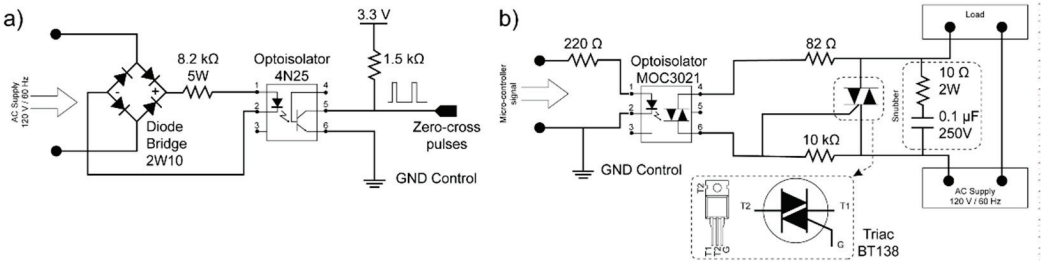 a)
AC Supply
120 V / 60 Hz
-
+
Diode
Bridge
2W10
8.2 kΩ
5W
Optoisolator
4N25
1
2
3
4
5
6
3.3 V
1.5 kΩ
Zero-cross
pulses
GND Control
b)
Micro-controller
signal
220 Ω
GND Control
Optoisolator
MOC3021
1
2
3
4
5
6
82 Ω
10 kΩ
Snubber
10 Ω
2W
0.1 µF
250V
Load
AC Supply
120 V / 60 Hz
T2
T1
T2
G
T2
T1
G
Triac
BT138